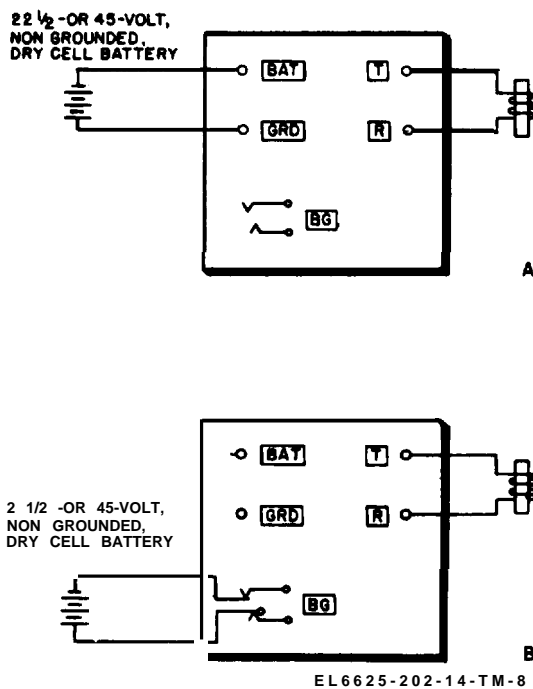 22 ½-OR 45-VOLT,
NON GROUNDED,
DRY CELL BATTERY
BAT
T
GRD
R
BG
A
BAT
T
2 1/2 -OR 45-VOLT,
NON GROUNDED,
DRY CELL BATTERY
GRD
R
BG
B
EL6625-202-14-TM-8